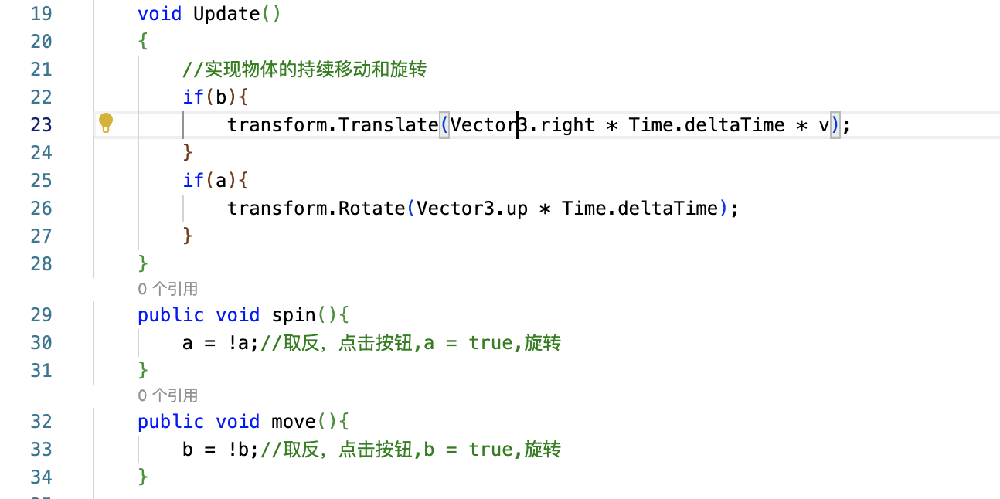 19 void Update()
20 {
21 //实现物体的持续移动和旋转
22 if(b){
23 transform.Translate(Vector3.right * Time.deltaTime * v);
24 }
25 if(a){
26 transform.Rotate(Vector3.up * Time.deltaTime);
27 }
28 }
0 个引用
29 public void spin(){
30 a = !a;//取反，点击按钮,a = true,旋转
31 }
0 个引用
32 public void move(){
33 b = !b;//取反，点击按钮,b = true,旋转
34 }